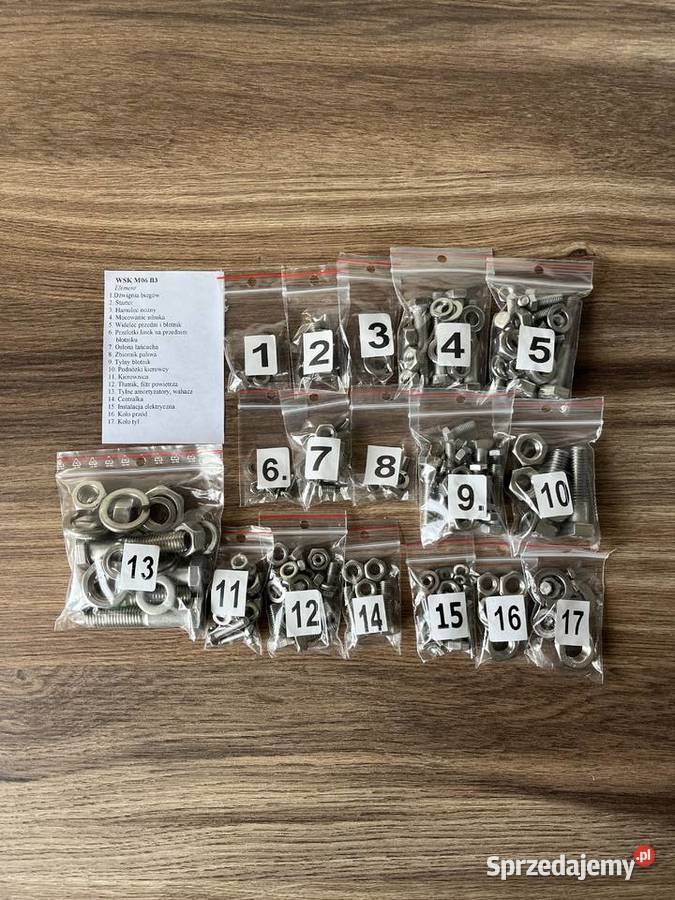 WSK M06 B3
Element
1. Dźwignia biegów
2. Starter
3. Hamulec nożny
4. Mocowanie silnika
5. Widelec przedni i błotnik
6. Przelotki linek na przednim
błotniku
7. Osłona łańcucha
8. Zbiornik paliwa
9. Tylny błotnik
10. Podnóżki kierowcy
11. Kierownica
12. Tłumik, filtr powietrza
13. Tylne amortyzatory, wahacz
14. Centralka
15. Instalacja elektryczna
16. Koło przód
17. Koło tył
1
2
3
4
5
6.
7
8
9.
10
13
11
12
14
15
16
17
Sprzedajemy.pl